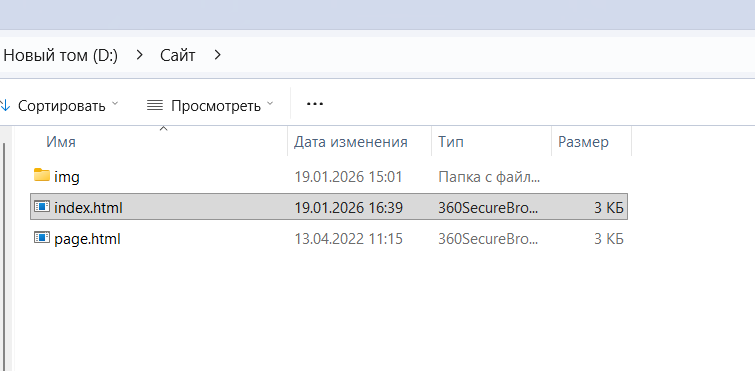 Новый том (D:) > Сайт >
Сортировать Просмотреть ...
Имя Дата изменения Тип Размер
img 19.01.2026 15:01 Папка с файл...
index.html 19.01.2026 16:39 360SecureBro... 3 КБ
page.html 13.04.2022 11:15 360SecureBro... 3 КБ